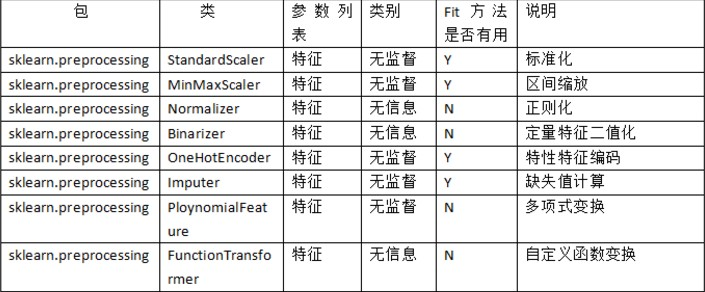 包 类 参数列 类别 Fit 方法 说明
表 是否有用
sklearn.preprocessing StandardScaler 特征 无监督 Y 标准化
sklearn.preprocessing MinMaxScaler 特征 无监督 Y 区间缩放
sklearn.preprocessing Normalizer 特征 无信息 N 正则化
sklearn.preprocessing Binarizer 特征 无信息 N 定量特征二值化
sklearn.preprocessing OneHotEncoder 特征 无监督 Y 特性特征编码
sklearn.preprocessing Imputer 特征 无监督 Y 缺失值计算
sklearn.preprocessing PloynomialFeat 特征 无监督 N 多项式变换
ure
sklearn.preprocessing FunctionTransfo 特征 无信息 N 自定义函数变换
rmer